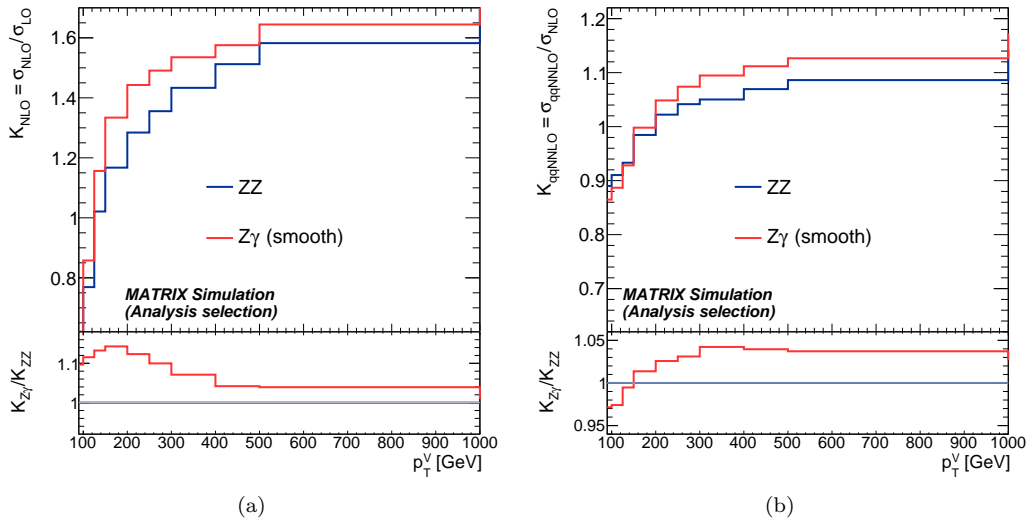 K_NLO = σ_NLO/σ_LO
1.6
1.4
1.2
1
0.8
ZZ
Zγ (smooth)
MATRIX Simulation
(Analysis selection)
K_Zγ/K_ZZ
1.1
1
100 200 300 400 500 600 700 800 900 1000
p_T^V [GeV]
(a)
K_qqNNLO = σ_qqNNLO/σ_NLO
1.2
1.1
1
0.9
0.8
0.7
ZZ
Zγ (smooth)
MATRIX Simulation
(Analysis selection)
K_Zγ/K_ZZ
1.05
1
0.95
100 200 300 400 500 600 700 800 900 1000
p_T^V [GeV]
(b)